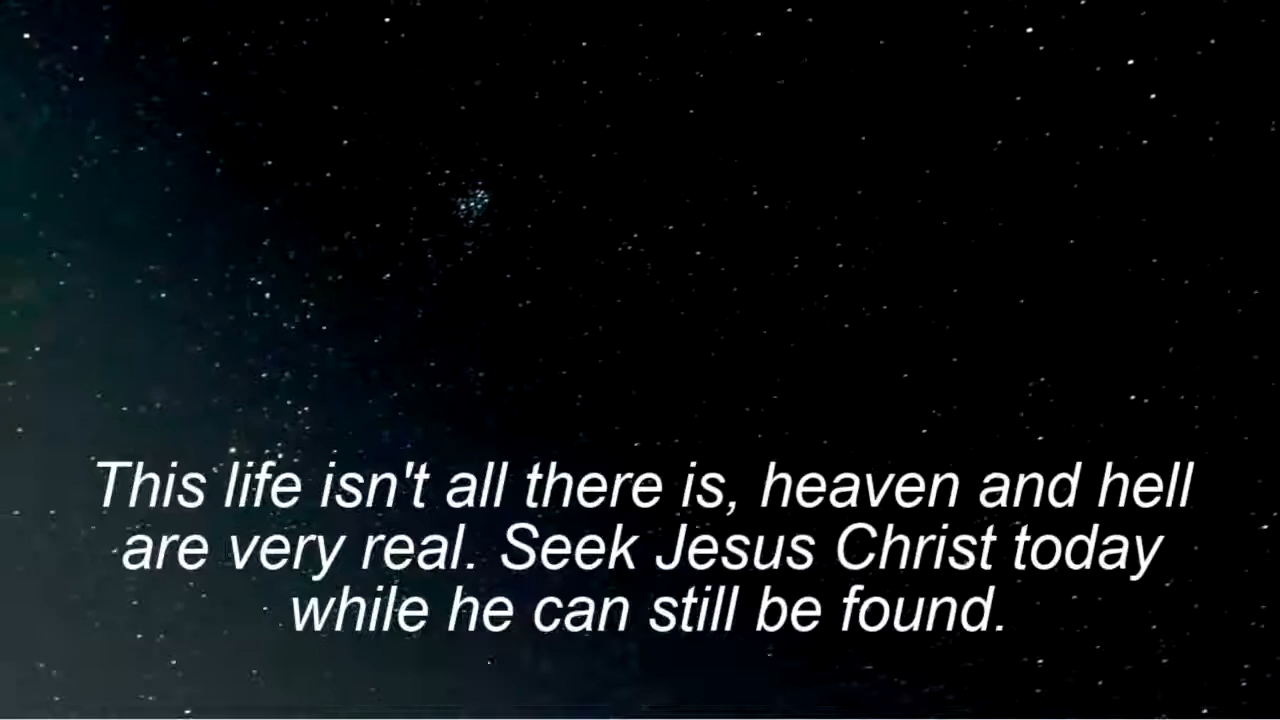 This life isn't all there is, heaven and hell
are very real. Seek Jesus Christ today
while he can still be found.